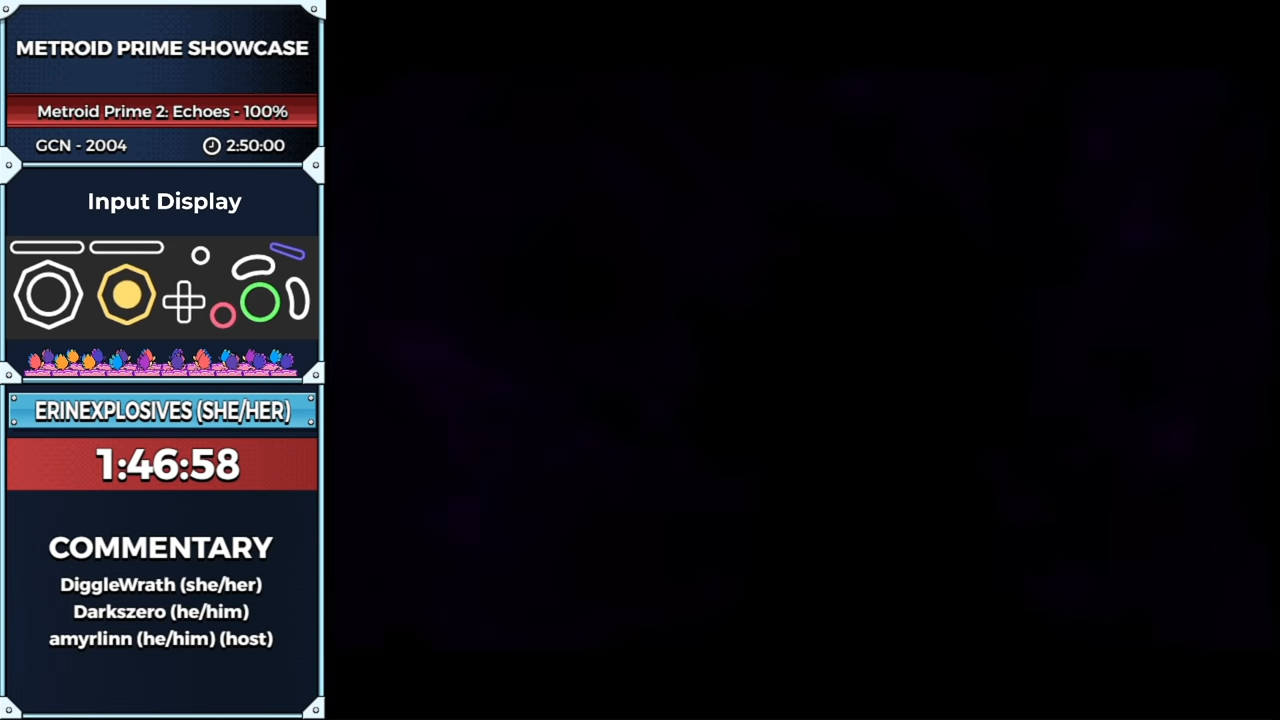 METROID PRIME SHOWCASE
Metroid Prime 2: Echoes - 100%
GCN - 2004
2:50:00
Input Display
ERINEXPLOSIVES (SHE/HER)
1:46:58
COMMENTARY
DiggleWrath (she/her)
Darkszero (he/him)
amyrlinn (he/him) (host)